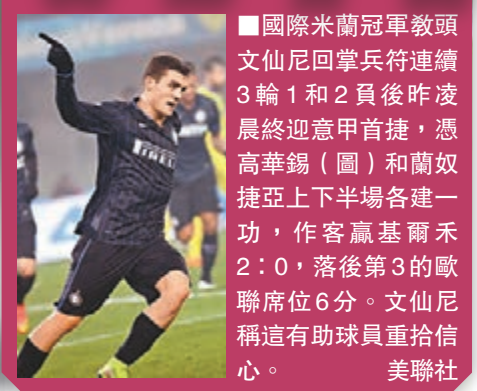 ■國際米蘭冠軍教頭
文仙尼回掌兵符連續
3輪1和2負後昨凌
晨終迎意甲首捷，憑
高華錫（圖）和蘭奴
捷亞上下半場各建一
功，作客贏基爾禾
2：0，落後第3的歐
聯席位6分。文仙尼
稱這有助球員重拾信
心。 美聯社
PIRELLI